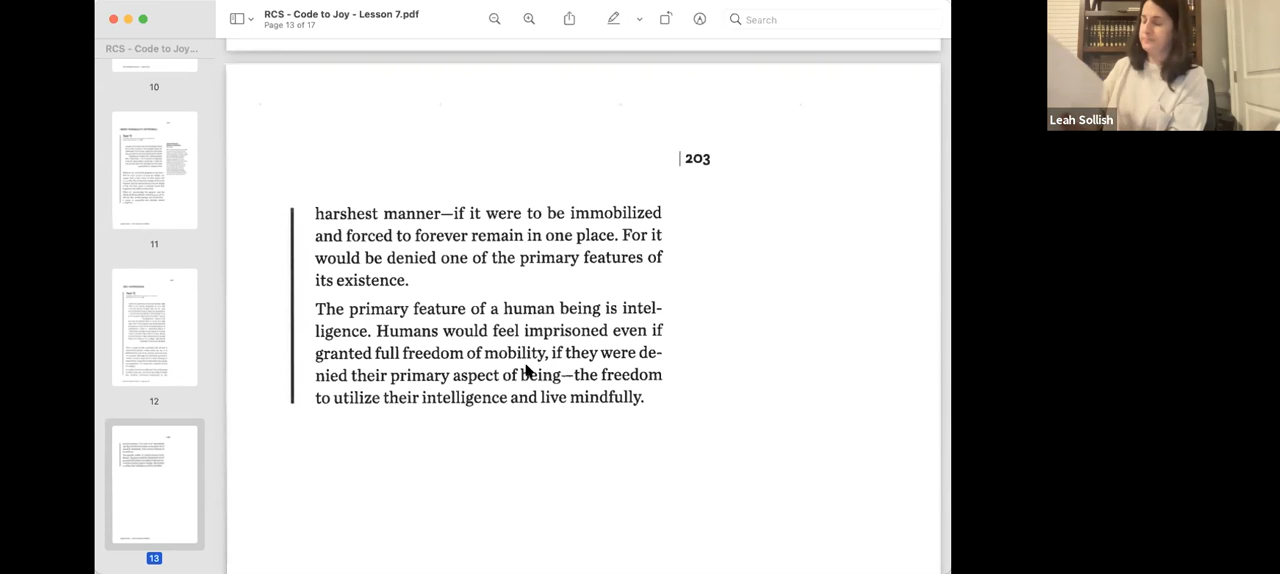 RCS - Code to Joy - Lesson 7.pdf
Page 13 of 17
Search
RCS - Code to Joy...
10
11
12
13
203
harshest manner—if it were to be immobilized
and forced to forever remain in one place. For it
would be denied one of the primary features of
its existence.
The primary feature of a human being is intel-
ligence. Humans would feel imprisoned even if
granted full freedom of mobility, if they were de-
nied their primary aspect of being—the freedom
to utilize their intelligence and live mindfully.
Leah Sollish